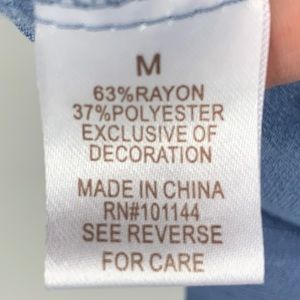 M
63%RAYON
37%POLYESTER
EXCLUSIVE OF
DECORATION
MADE IN CHINA
RN#101144
SEE REVERSE
FOR CARE